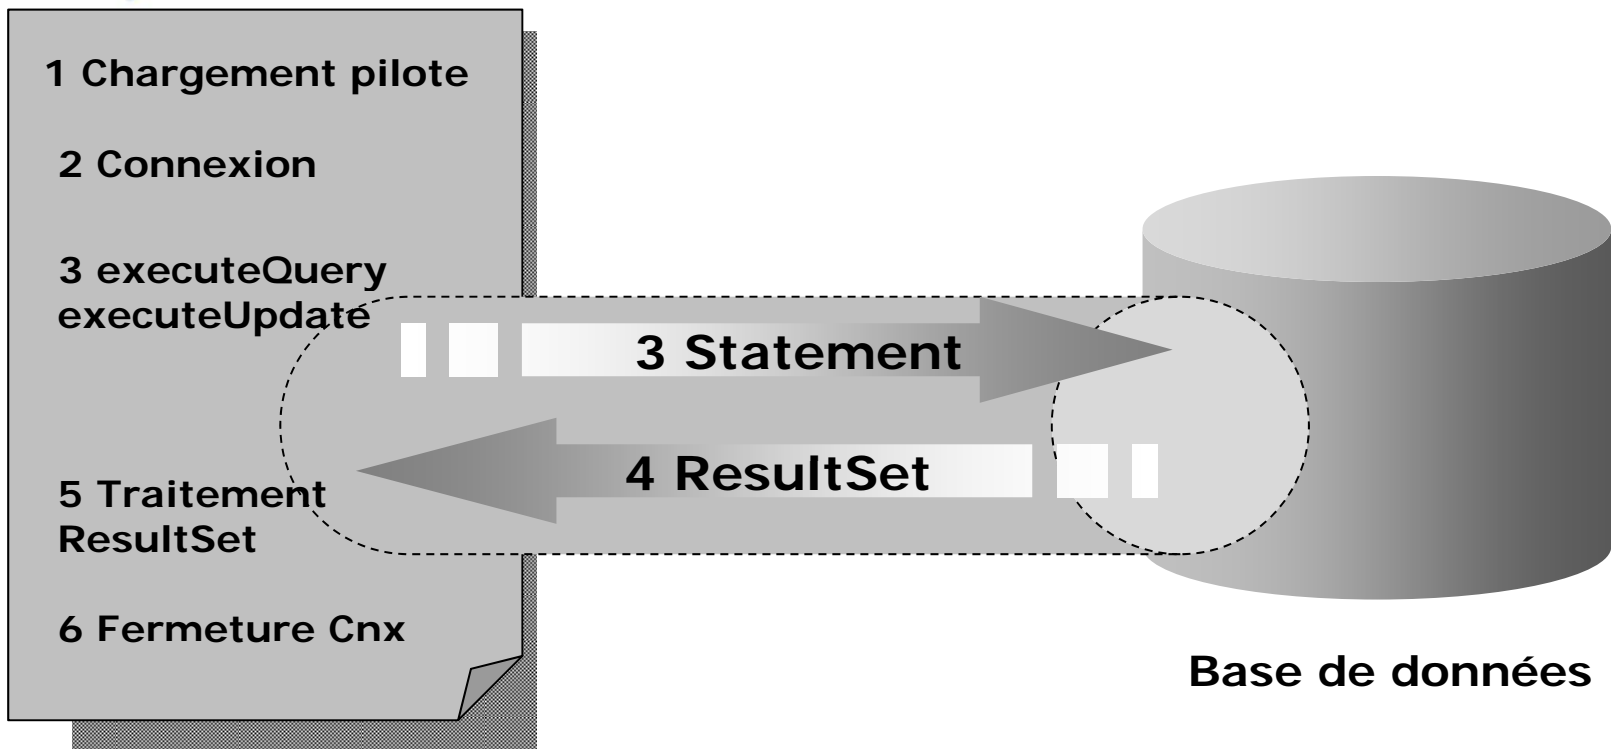 1 Chargement pilote
2 Connexion
3 executeQuery
executeUpdate
3 Statement
4 ResultSet
5 Traitement
ResultSet
6 Fermeture Cnx
Base de données